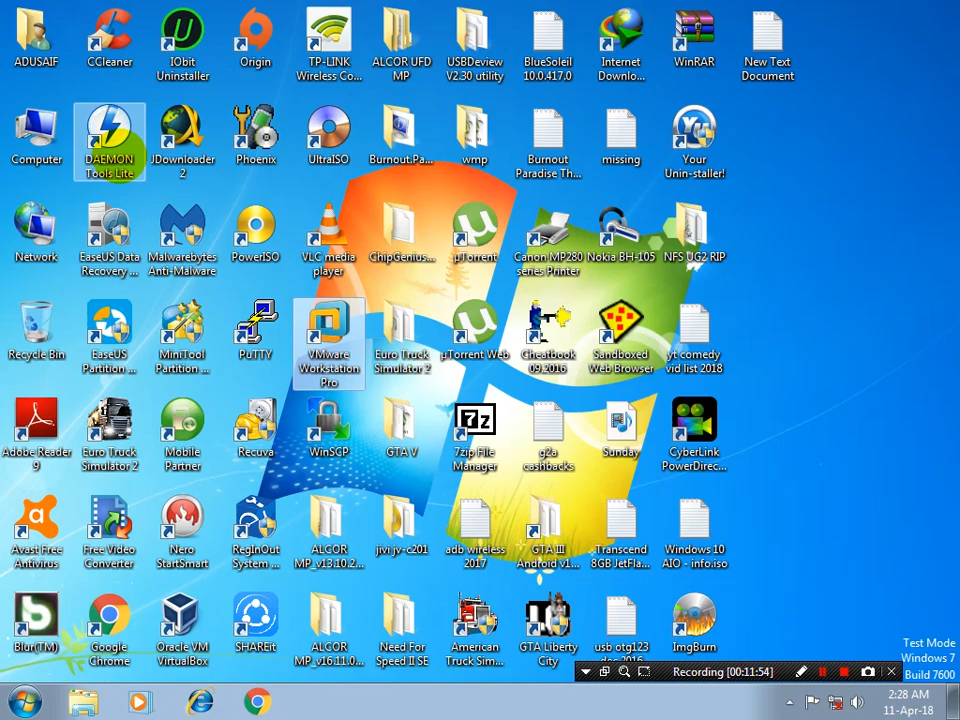 ADUSAIF
CCleaner
IObit
Uninstaller
Origin
TP-LINK
Wireless Co...
ALCOR UFD
MP
USBDeview
V2.30 utility
BlueSoleil
10.0.417.0
Internet
Downlo...
WinRAR
New Text
Document
Computer
DAEMON
Tools Lite
JDownloader
2
Phoenix
UltraISO
Burnout.Pa...
wmp
Burnout
Paradise Th...
missing
Your
Unin-staller!
Network
EaseUS Data
Recovery ...
Malwarebytes
Anti-Malware
PowerISO
VLC media
player
ChipGenius...
µTorrent
Canon MP280
series Printer
Nokia BH-105
NFS UG2 RIP
Recycle Bin
EaseUS
Partition ...
MiniTool
Partition ...
PuTTY
VMware
Workstation
Pro
Euro Truck
Simulator 2
µTorrent Web
Cheatbook
09.2016
Sandboxed
Web Browser
yt comedy
vid list 2018
Adobe Reader
9
Euro Truck
Simulator 2
Mobile
Partner
Recuva
WinSCP
GTA V
7z
7zip File
Manager
g2a
cashbacks
Sunday
CyberLink
PowerDirec...
Avast Free
Antivirus
Free Video
Converter
Nero
StartSmart
RegInOut
System ...
ALCOR
MP_v13.10.2...
jivi jv-c201
adb wireless
2017
GTA III
Android v1...
Transcend
8GB JetFla...
Windows 10
AIO - info.iso
Blur(TM)
Google
Chrome
Oracle VM
VirtualBox
SHAREit
ALCOR
MP_v16.11.0...
Need For
Speed II SE
American
Truck Sim...
GTA Liberty
City
usb otg123
dec 2016
ImgBurn
Test Mode
Windows 7
Build 7600
Recording [00:11:54]
2:28 AM
11-Apr-18